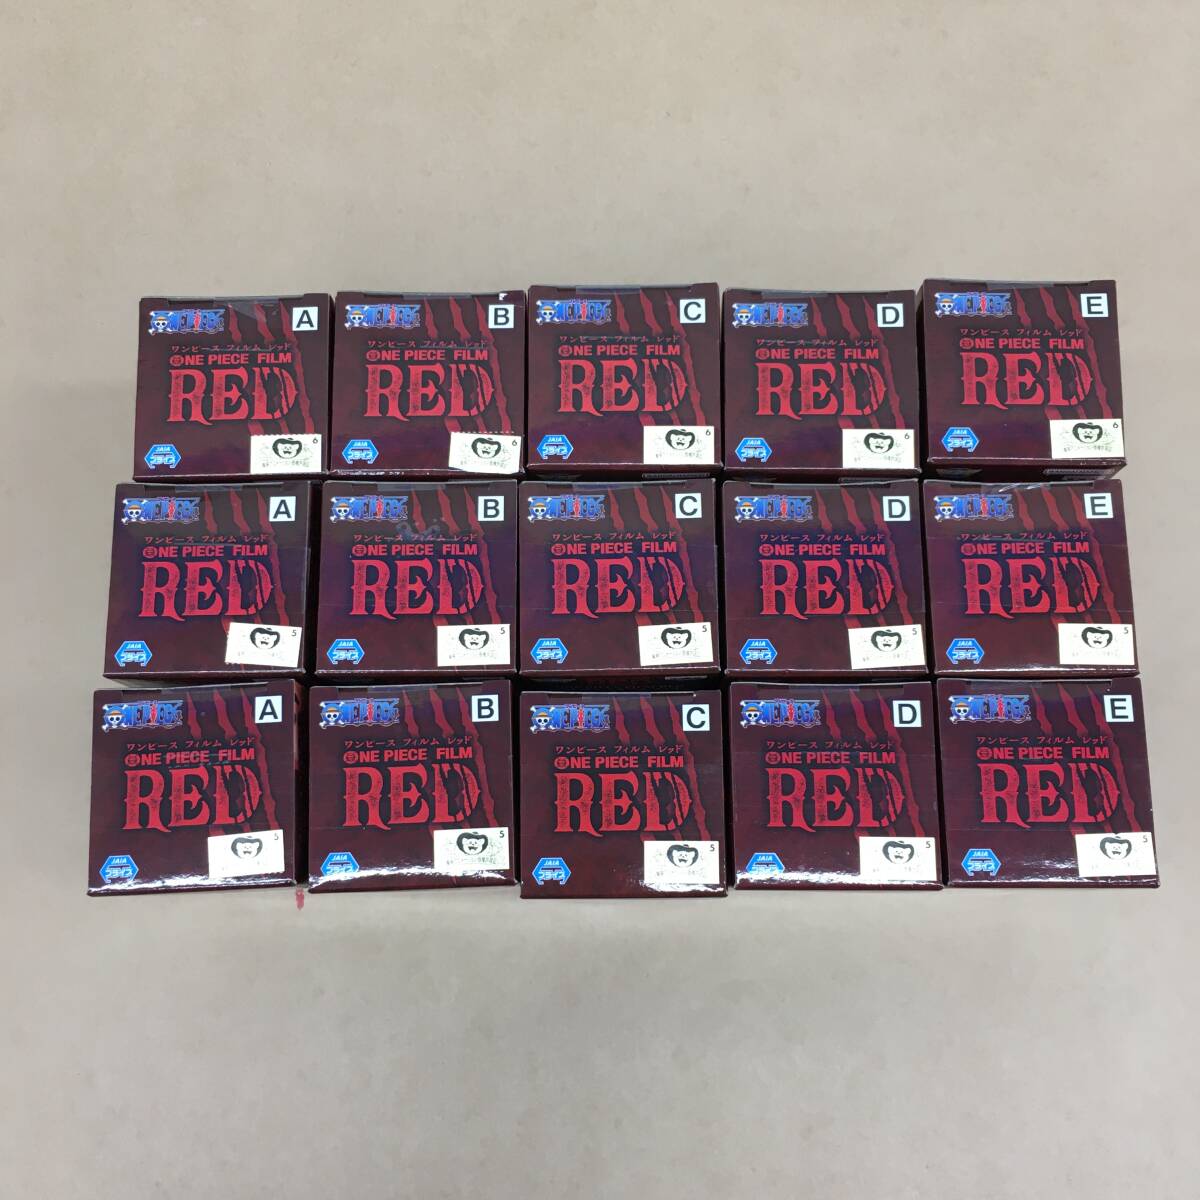 ONE PIECE
A
ワンピース フィルム レッド
ONE PIECE FILM
RED
JAIA
プライズ
6
ONE PIECE
B
ワンピース フィルム レッド
ONE PIECE FILM
RED
JAIA
プライズ
6
ONE PIECE
C
ワンピース フィルム レッド
ONE PIECE FILM
RED
JAIA
プライズ
6
ONE PIECE
D
ワンピース フィルム レッド
ONE PIECE FILM
RED
JAIA
プライズ
6
ONE PIECE
E
ワンピース フィルム レッド
ONE PIECE FILM
RED
JAIA
プライズ
6
ONE PIECE
A
ワンピース フィルム レッド
ONE PIECE FILM
RED
JAIA
プライズ
5
ONE PIECE
B
ワンピース フィルム レッド
ONE PIECE FILM
RED
JAIA
プライズ
5
ONE PIECE
C
ワンピース フィルム レッド
ONE PIECE FILM
RED
JAIA
プライズ
5
ONE PIECE
D
ワンピース フィルム レッド
ONE PIECE FILM
RED
JAIA
プライズ
5
ONE PIECE
E
ワンピース フィルム レッド
ONE PIECE FILM
RED
JAIA
プライズ
5
ONE PIECE
A
ワンピース フィルム レッド
ONE PIECE FILM
RED
JAIA
プライズ
5
ONE PIECE
B
ワンピース フィルム レッド
ONE PIECE FILM
RED
JAIA
プライズ
5
ONE PIECE
C
ワンピース フィルム レッド
ONE PIECE FILM
RED
JAIA
プライズ
5
ONE PIECE
D
ワンピース フィルム レッド
ONE PIECE FILM
RED
JAIA
プライズ
5
ONE PIECE
E
ワンピース フィルム レッド
ONE PIECE FILM
RED
JAIA
プライズ
5